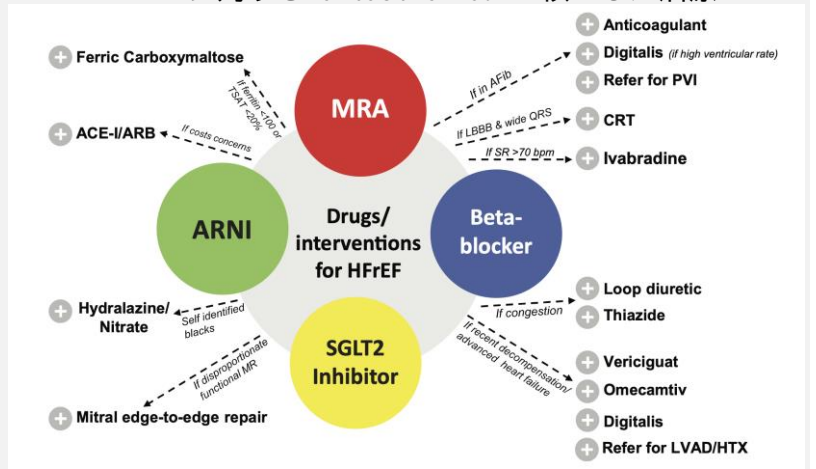 Anticoagulant
Digitalis (if high ventricular rate)
Refer for PVI
CRT
Ivabradine
If in AFib
If LBBB & wide QRS
If SR >70 bpm
Ferric Carboxymaltose
If ferritin <100 or
TSAT <20%
ACE-I/ARB
If costs concerns
MRA
ARNI
Drugs/
interventions
for HFrEF
Beta-
blocker
SGLT2
Inhibitor
Hydralazine/
Nitrate
Self identified
blacks
If disproportionate
functional MR
Mitral edge-to-edge repair
If congestion
Loop diuretic
Thiazide
If recent decompensation/
advanced heart failure
Vericiguat
Omecamtiv
Digitalis
Refer for LVAD/HTX